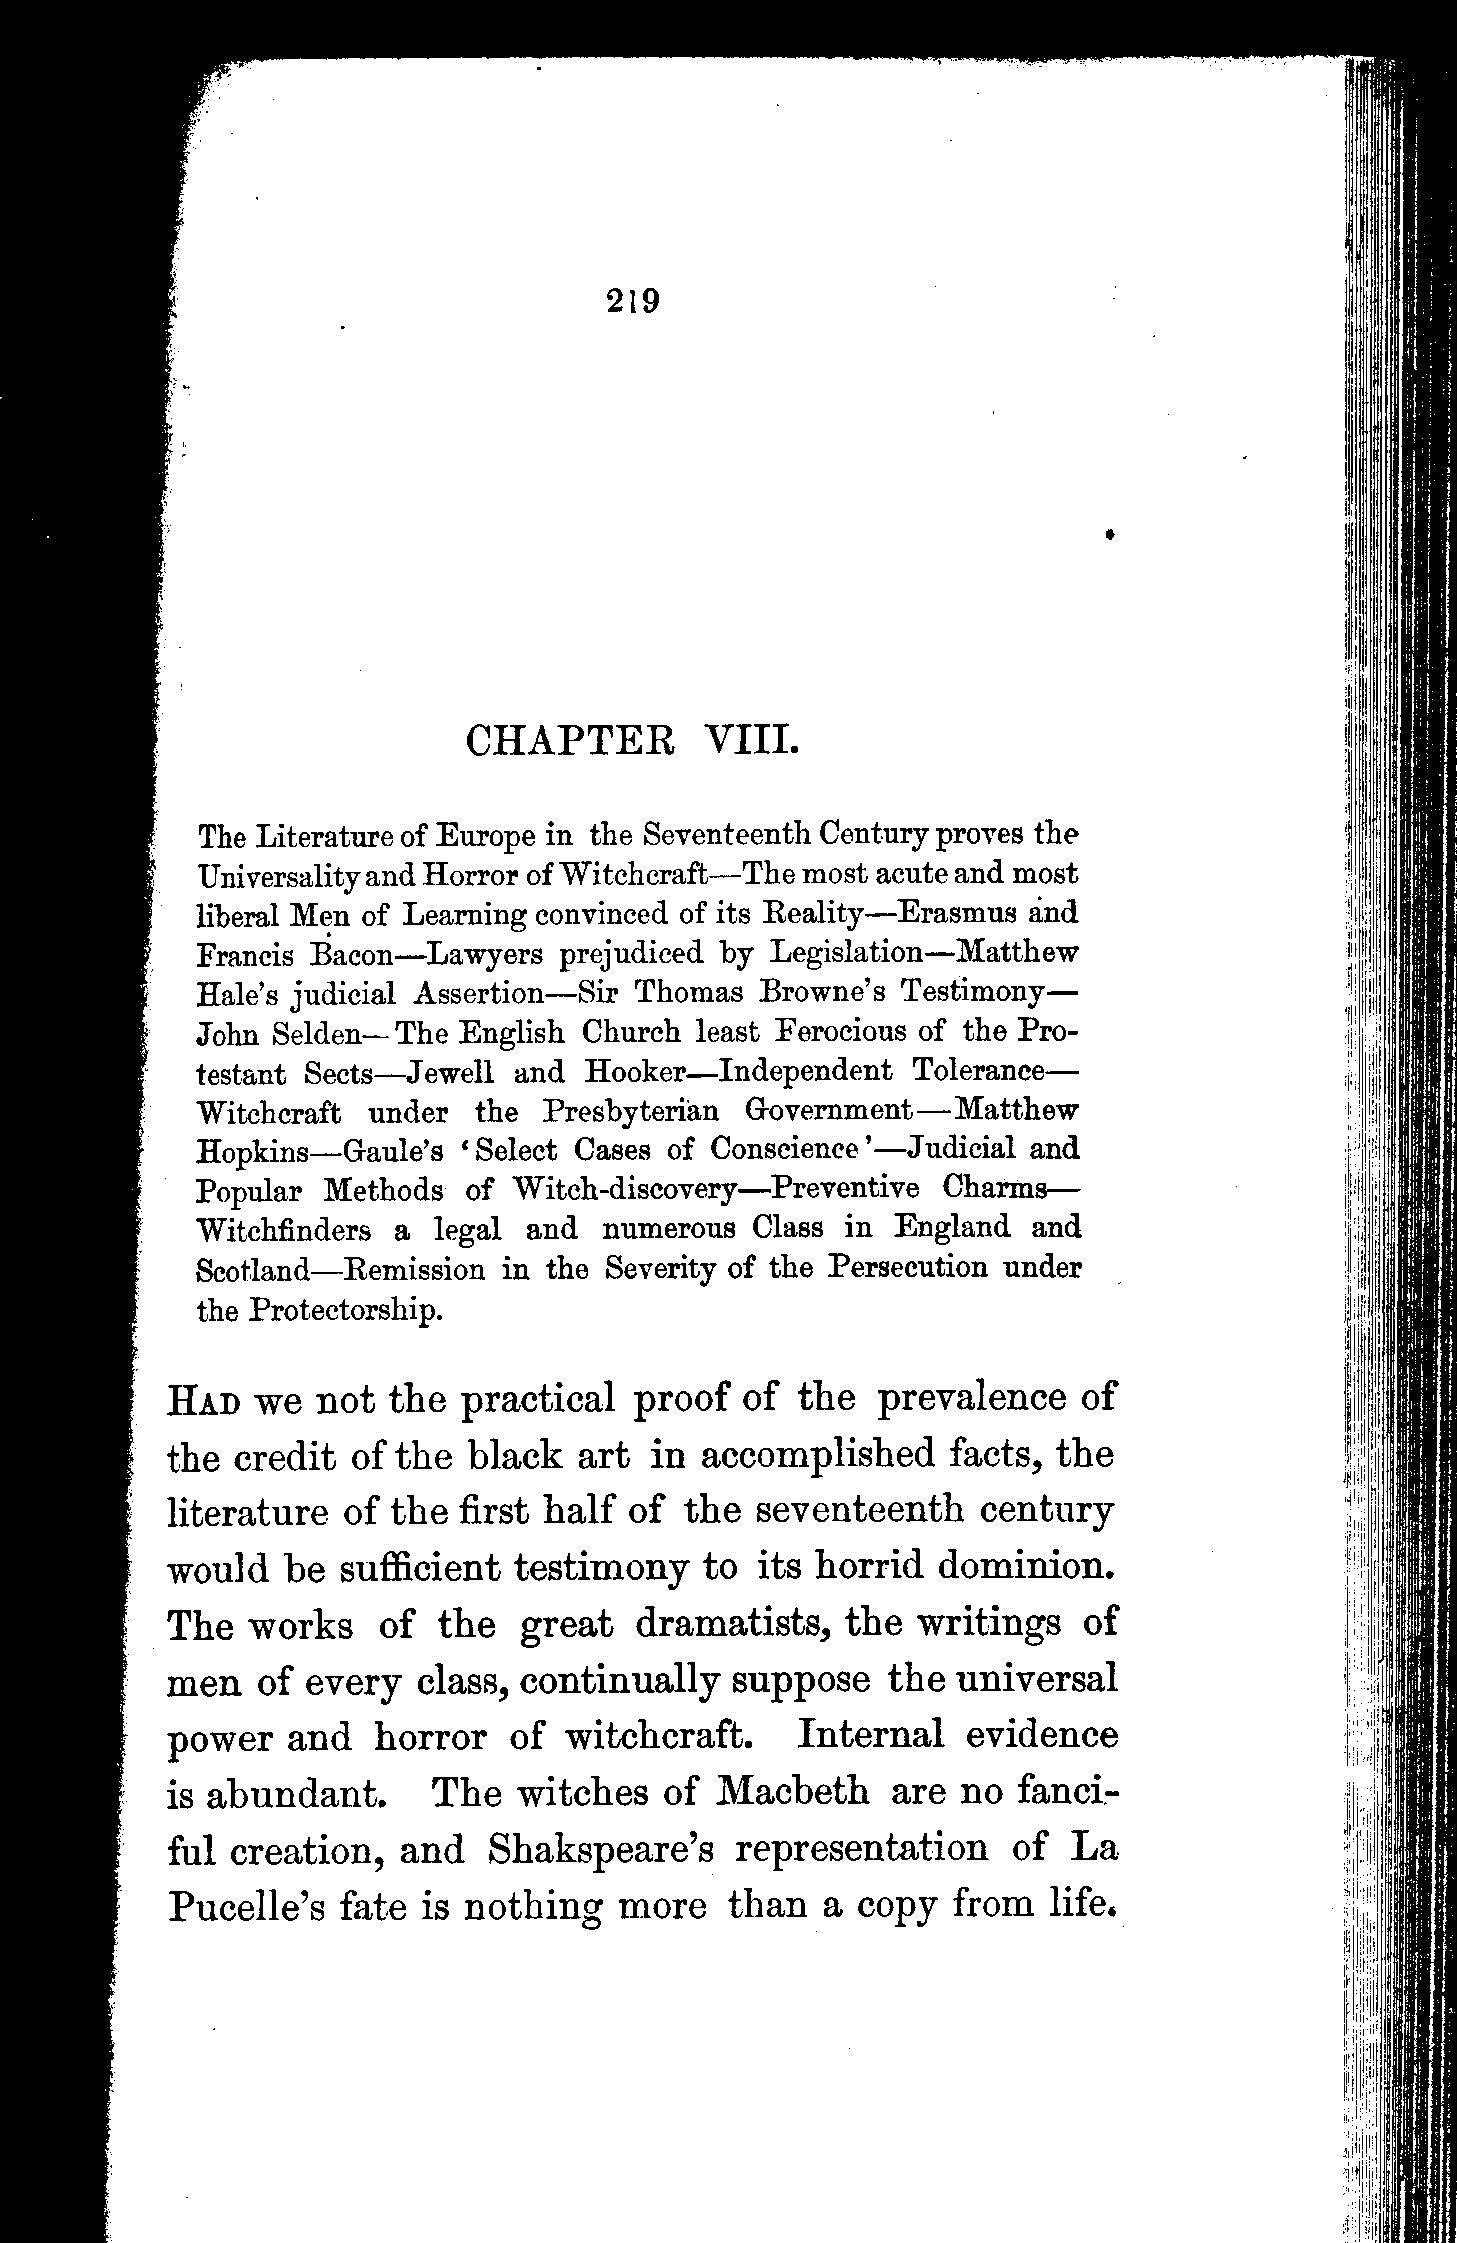 219
CHAPTER VIII.
The Literature of Europe in the Seventeenth Century proves the
Universality and Horror of Witchcraft—The most acute and most
liberal Men of Learning convinced of its Reality—Erasmus and
Francis Bacon—Lawyers prejudiced by Legislation—Matthew
Hale's judicial Assertion—Sir Thomas Browne's Testimony—
John Selden—The English Church least Ferocious of the Pro-
testant Sects—Jewell and Hooker—Independent Tolerance—
Witchcraft under the Presbyterian Government—Matthew
Hopkins—Gaule's ‘Select Cases of Conscience’—Judicial and
Popular Methods of Witch-discovery—Preventive Charms—
Witchfinders a legal and numerous Class in England and
Scotland—Remission in the Severity of the Persecution under
the Protectorship.
HAD we not the practical proof of the prevalence of
the credit of the black art in accomplished facts, the
literature of the first half of the seventeenth century
would be sufficient testimony to its horrid dominion.
The works of the great dramatists, the writings of
men of every class, continually suppose the universal
power and horror of witchcraft. Internal evidence
is abundant. The witches of Macbeth are no fanci-
ful creation, and Shakspeare's representation of La
Pucelle's fate is nothing more than a copy from life.